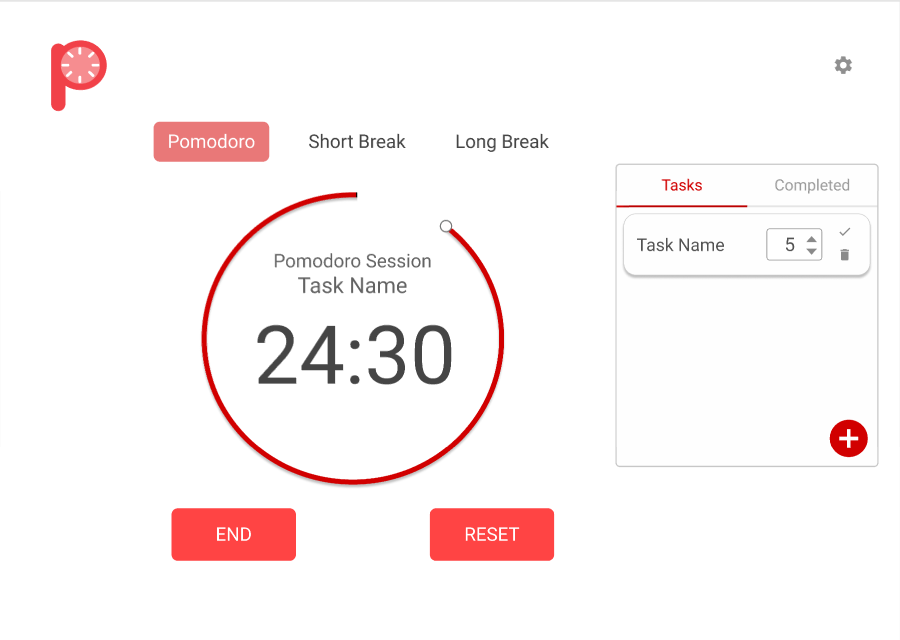 Pomodoro Short Break Long Break
Pomodoro Session
Task Name
24:30
END RESET
Tasks Completed
Task Name 5